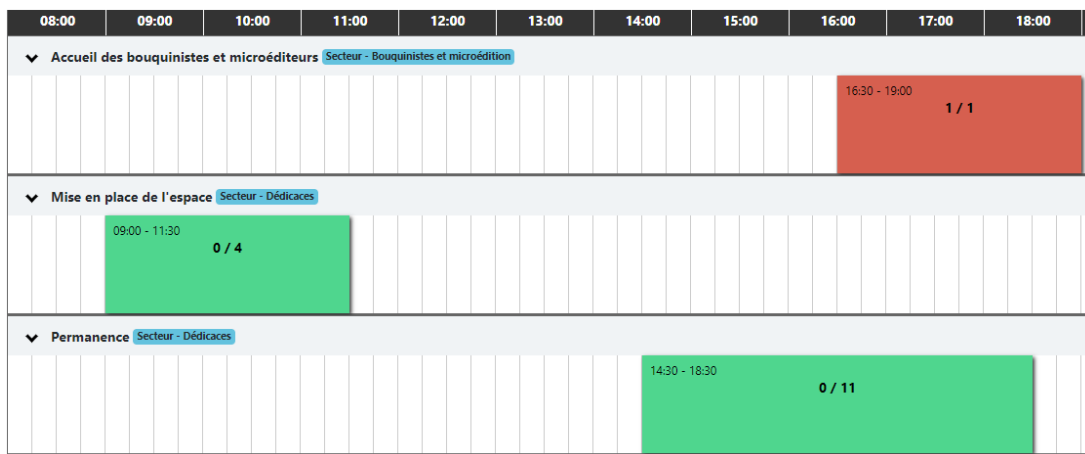 08:00 09:00 10:00 11:00 12:00 13:00 14:00 15:00 16:00 17:00 18:00
Accueil des bouquinistes et microéditeurs Secteur - Bouquinistes et microédition
16:30 - 19:00
1 / 1
Mise en place de l'espace Secteur - Dédicaces
09:00 - 11:30
0 / 4
Permanence Secteur - Dédicaces
14:30 - 18:30
0 / 11